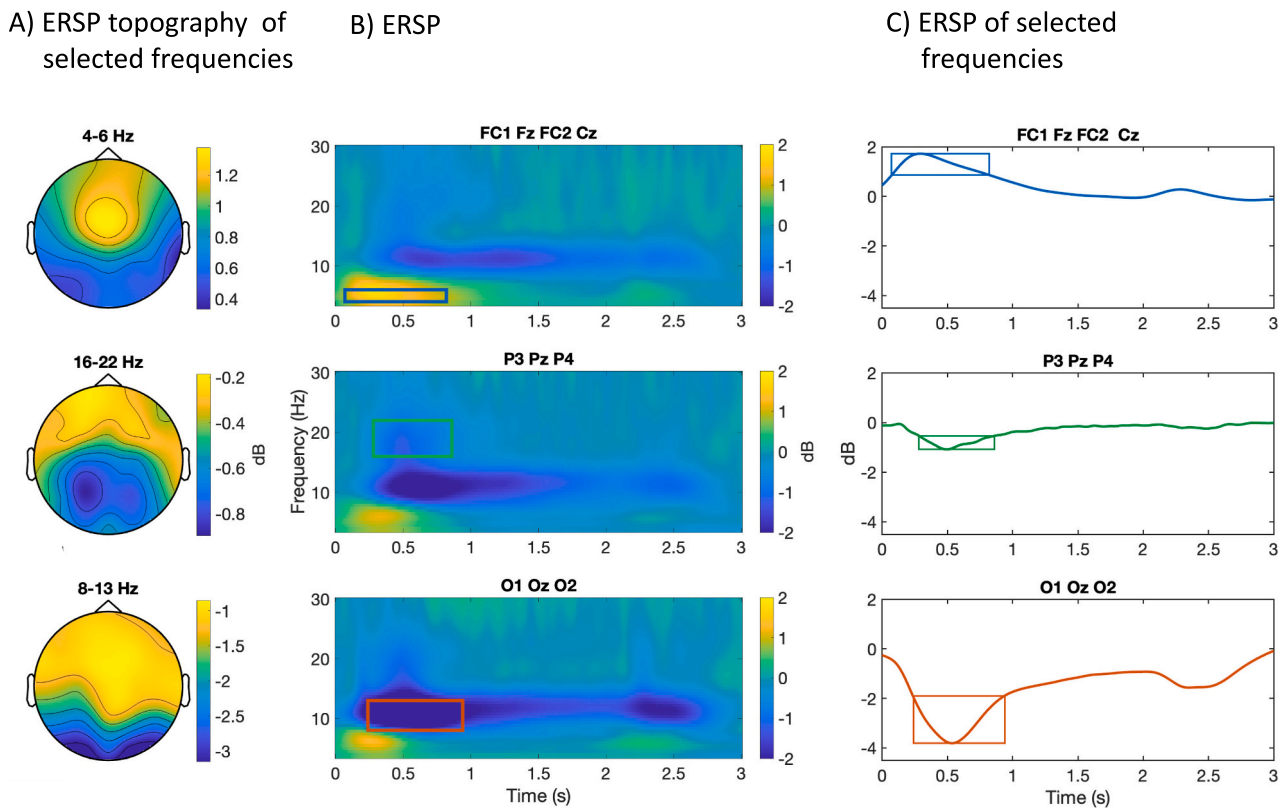 A) ERSP topography of
selected frequencies
B) ERSP
C) ERSP of selected
frequencies
4-6 Hz
1.2
1
0.8
0.6
0.4
FC1 Fz FC2 Cz
30
20
10
0 0.5 1 1.5 2 2.5 3
2
1
0
-1
-2
FC1 Fz FC2 Cz
2
0
-2
-4
0 0.5 1 1.5 2 2.5 3
16-22 Hz
-0.2
-0.4
-0.6
-0.8
dB
P3 Pz P4
Frequency (Hz)
30
20
10
0 0.5 1 1.5 2 2.5 3
2
1
0
-1
-2
dB
P3 Pz P4
dB
2
0
-2
-4
0 0.5 1 1.5 2 2.5 3
8-13 Hz
-1
-1.5
-2
-2.5
-3
O1 Oz O2
30
20
10
0 0.5 1 1.5 2 2.5 3
Time (s)
2
1
0
-1
-2
O1 Oz O2
2
0
-2
-4
0 0.5 1 1.5 2 2.5 3
Time (s)